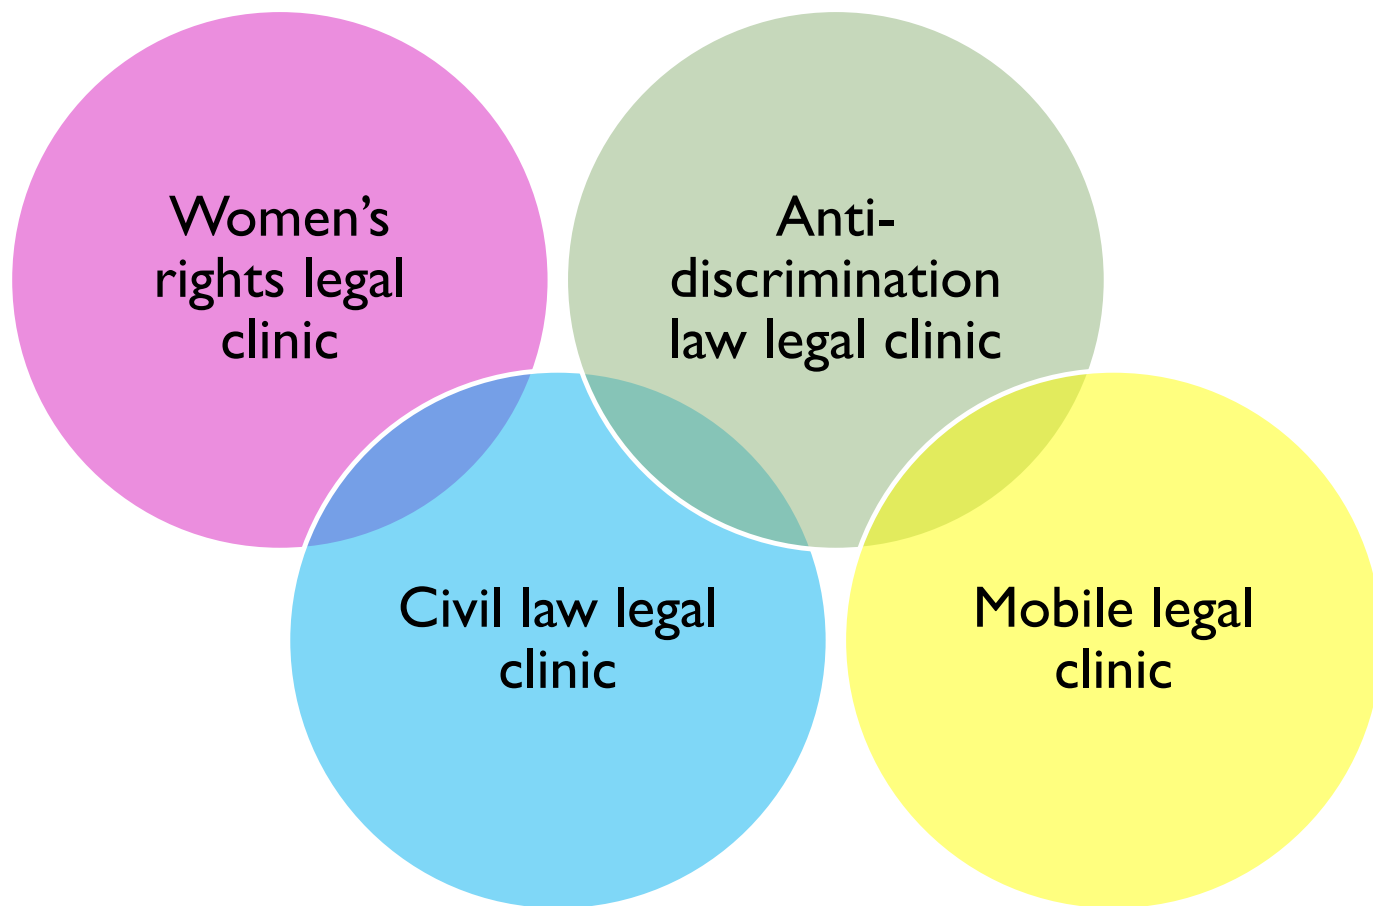 Women’s
rights legal
clinic
Anti-
discrimination
law legal clinic
Civil law legal
clinic
Mobile legal
clinic